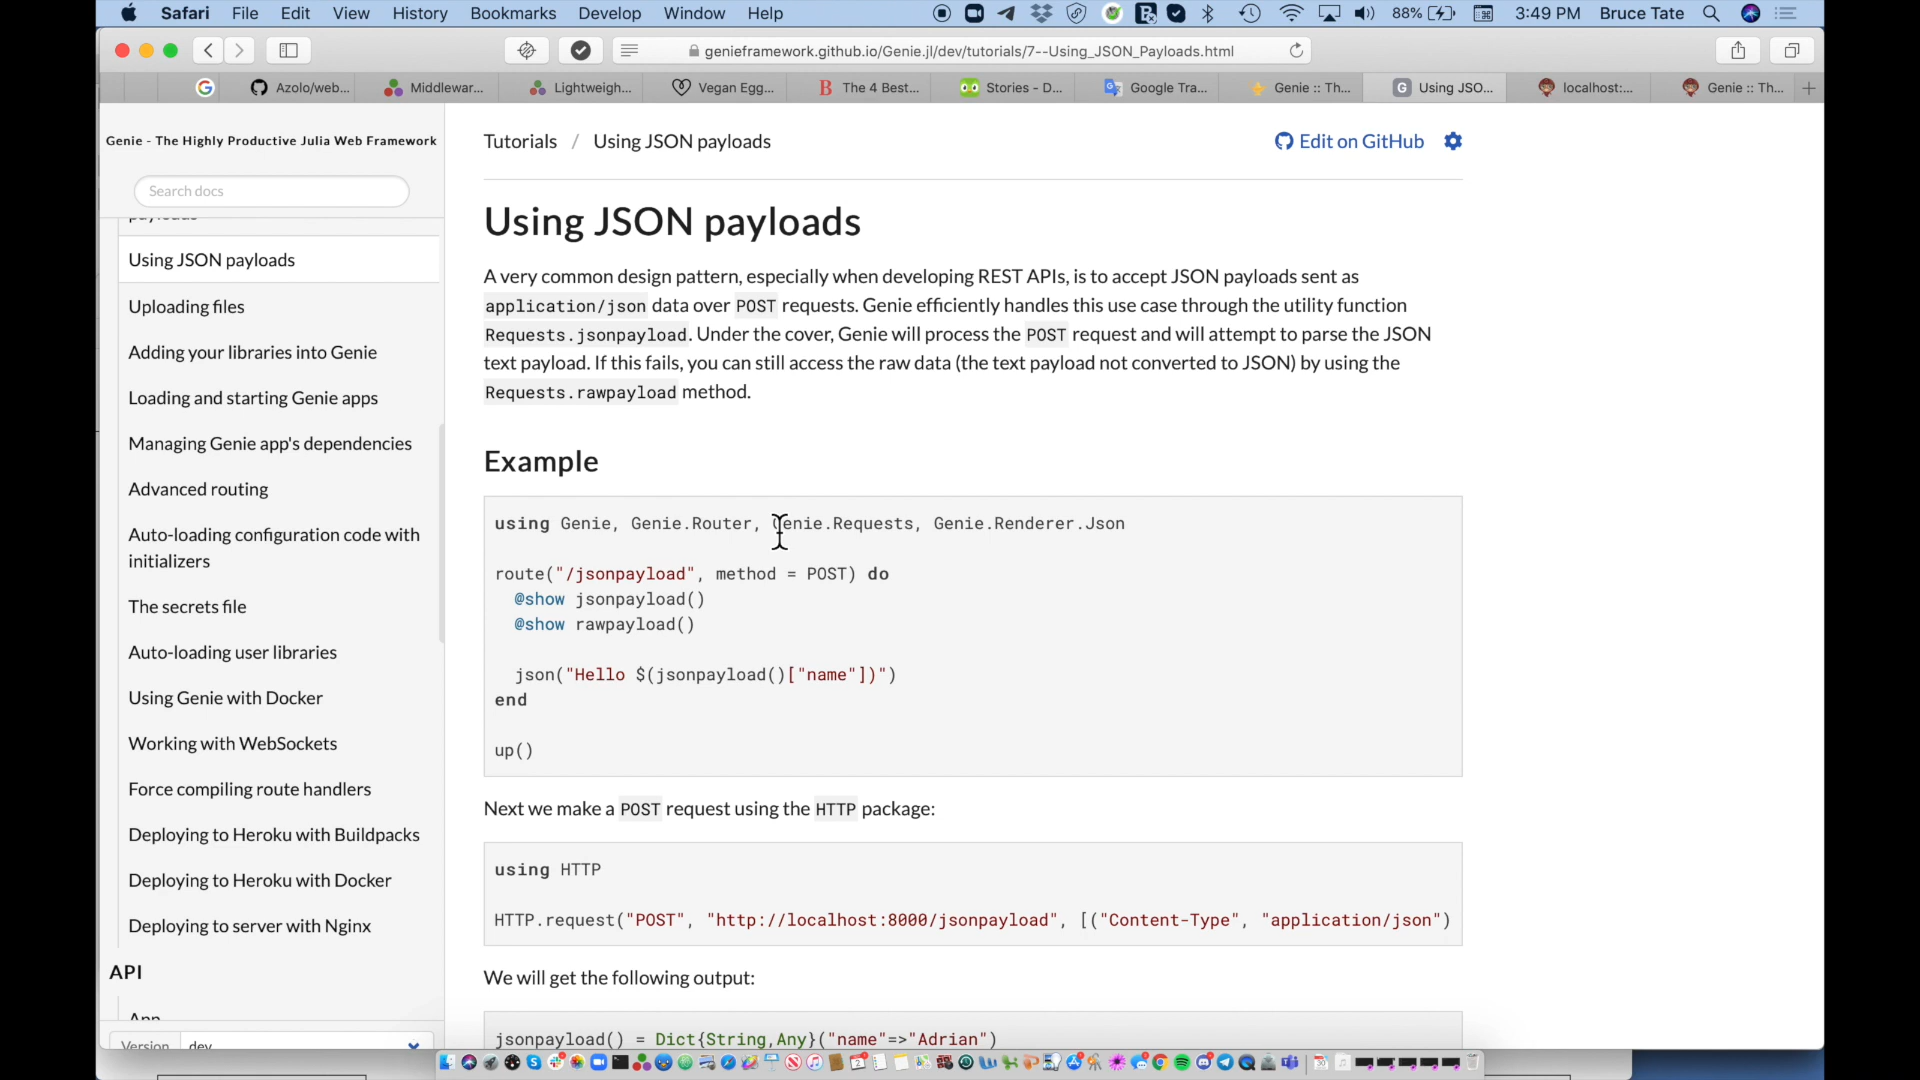 Safari File Edit View History Bookmarks Develop Window Help 88% 3:49 PM Bruce Tate
genieframework.github.io/Genie.jl/dev/tutorials/7--Using_JSON_Payloads.html
Azolo/web... Middlewar... Lightweigh... Vegan Egg... The 4 Best... Stories - D... Google Tra... Genie :: Th... Using JSO... localhost:... Genie :: Th...
Genie - The Highly Productive Julia Web Framework
Search docs
payloads
Using JSON payloads
Uploading files
Adding your libraries into Genie
Loading and starting Genie apps
Managing Genie app's dependencies
Advanced routing
Auto-loading configuration code with
initializers
The secrets file
Auto-loading user libraries
Using Genie with Docker
Working with WebSockets
Force compiling route handlers
Deploying to Heroku with Buildpacks
Deploying to Heroku with Docker
Deploying to server with Nginx
API
App
Version dev
Tutorials / Using JSON payloads Edit on GitHub
Using JSON payloads
A very common design pattern, especially when developing REST APIs, is to accept JSON payloads sent as
application/json data over POST requests. Genie efficiently handles this use case through the utility function
Requests.jsonpayload. Under the cover, Genie will process the POST request and will attempt to parse the JSON
text payload. If this fails, you can still access the raw data (the text payload not converted to JSON) by using the
Requests.rawpayload method.
Example
using Genie, Genie.Router, Genie.Requests, Genie.Renderer.Json
route("/jsonpayload", method = POST) do
@show jsonpayload()
@show rawpayload()
json("Hello $(jsonpayload()["name"])")
end
up()
Next we make a POST request using the HTTP package:
using HTTP
HTTP.request("POST", "http://localhost:8000/jsonpayload", [("Content-Type", "application/json")
We will get the following output:
jsonpayload() = Dict{String,Any}("name"=>"Adrian")